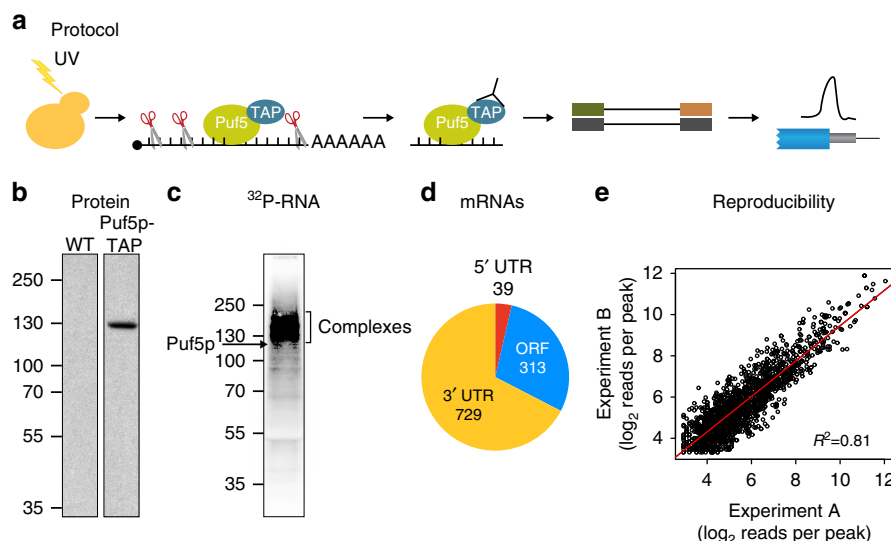 a
Protocol
UV
Puf5
TAP
AAAAAA
Puf5
TAP
b
Protein
WT
Puf5p-
TAP
250
130
100
70
55
35
c
³²P-RNA
250
130
Puf5p
100
70
55
35
Complexes
d
mRNAs
5′ UTR
39
ORF
313
3′ UTR
729
e
Reproducibility
Experiment B
(log₂ reads per peak)
12
10
8
6
4
R²=0.81
4 6 8 10 12
Experiment A
(log₂ reads per peak)